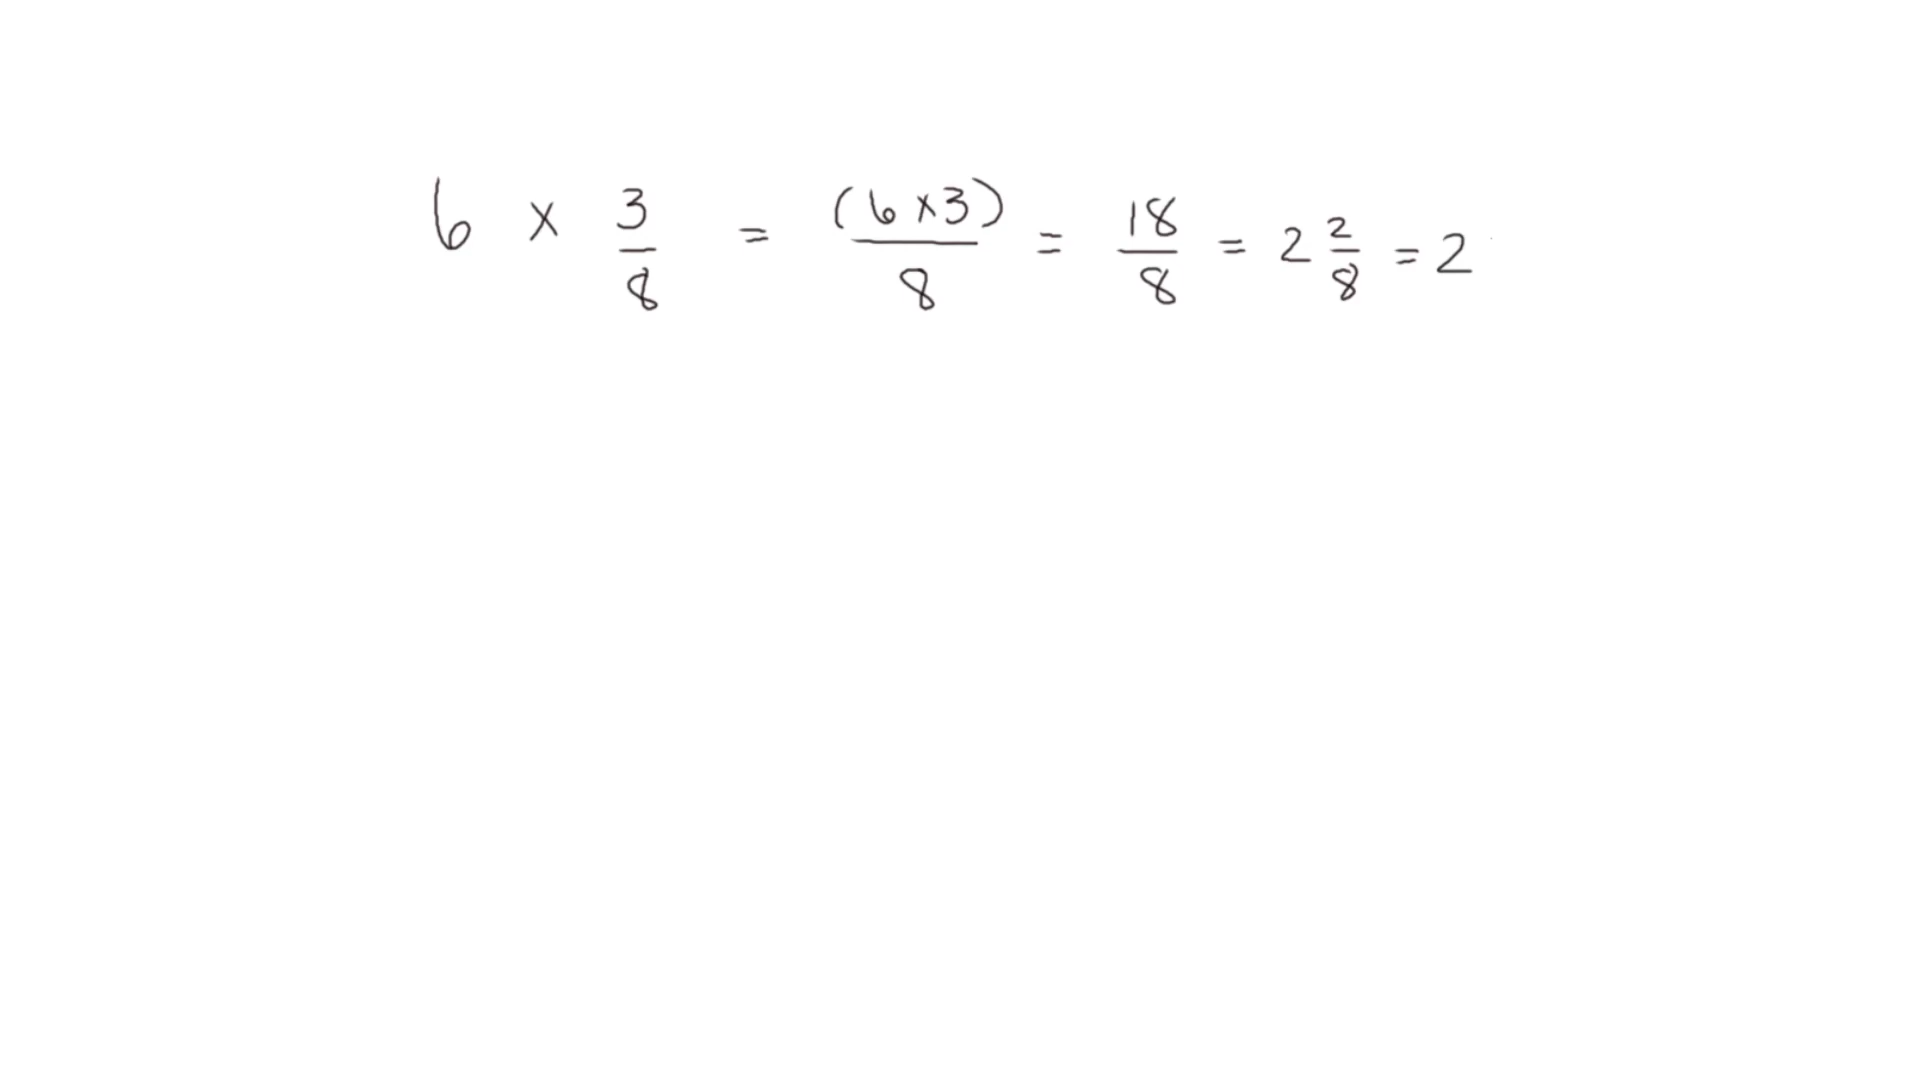 6 × 3/8 = (6×3)/8 = 18/8 = 2 2/8 = 2